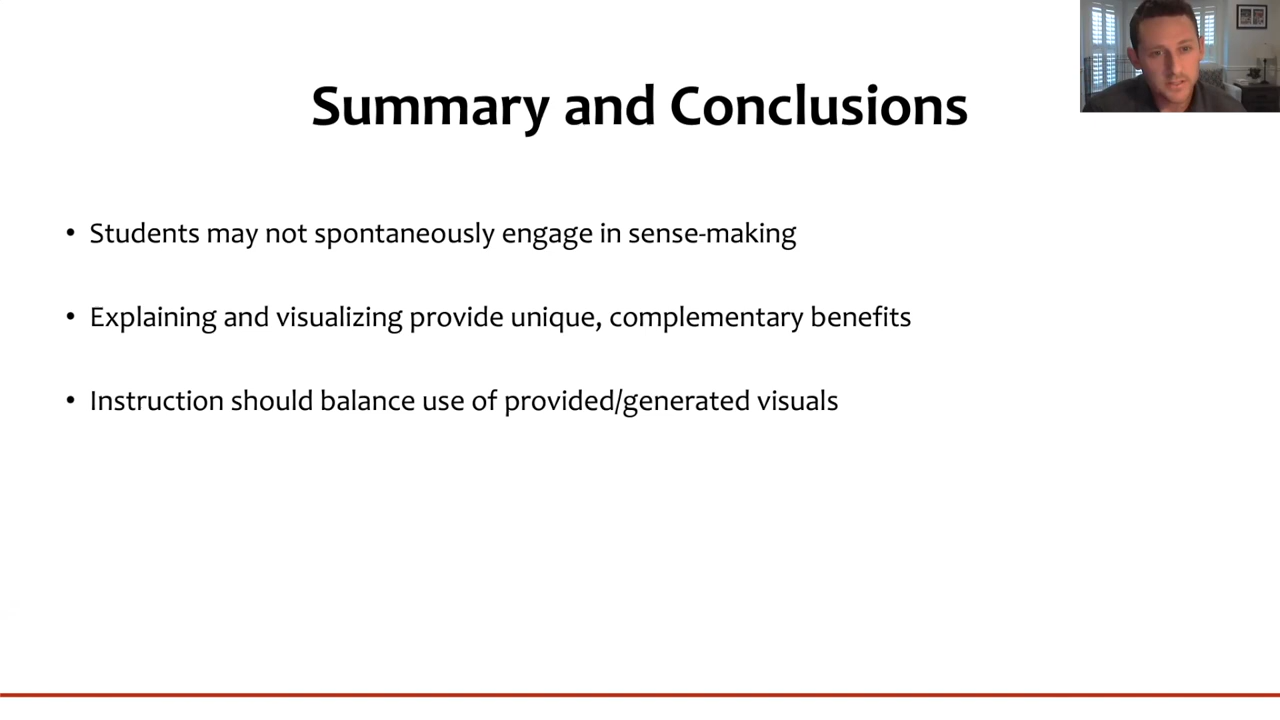 Summary and Conclusions
• Students may not spontaneously engage in sense-making
• Explaining and visualizing provide unique, complementary benefits
• Instruction should balance use of provided/generated visuals